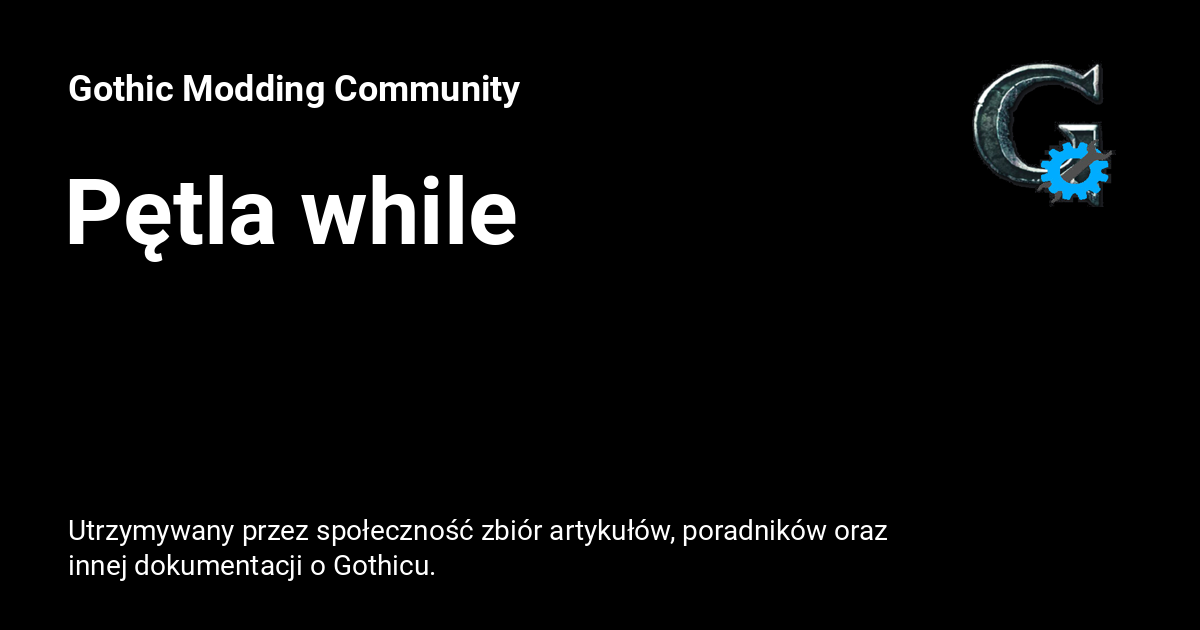 Gothic Modding Community
Pętla while
Utrzymywany przez społeczność zbiór artykułów, poradników oraz
innej dokumentacji o Gothicu.